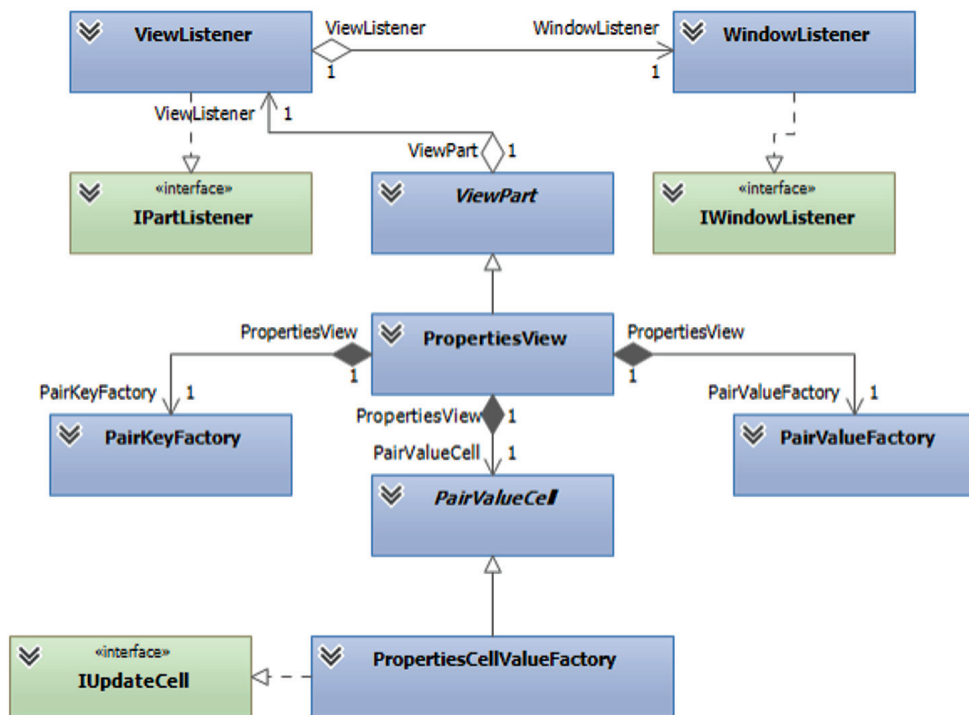 ViewListener
ViewListener
WindowListener
WindowListener
1
1
ViewListener
1
ViewPart
1
«interface»
IPartListener
ViewPart
«interface»
IWindowListener
PropertiesView
PropertiesView
PropertiesView
1
1
PairKeyFactory
1
PropertiesView
1
PairValueFactory
1
PairKeyFactory
PairValueCell
1
PairValueFactory
PairValueCell
«interface»
IUpdateCell
PropertiesCellValueFactory